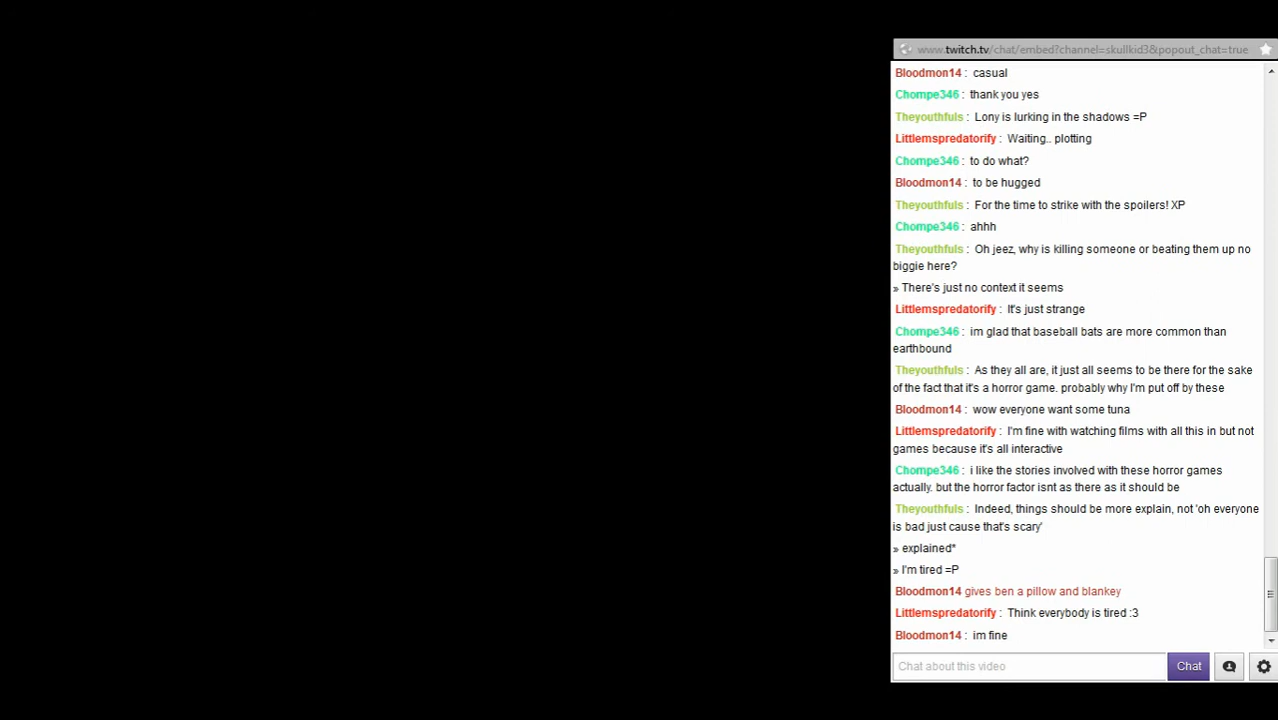 www.twitch.tv/chat/embed?channel=skullkid3&popout_chat=true
Bloodmon14 : casual
Chompe346 : thank you yes
Theyouthfuls : Lony is lurking in the shadows =P
Littlemspredatorify : Waiting.. plotting
Chompe346 : to do what?
Bloodmon14 : to be hugged
Theyouthfuls : For the time to strike with the spoilers! XP
Chompe346 : ahhh
Theyouthfuls : Oh jeez, why is killing someone or beating them up no
biggie here?
» There's just no context it seems
Littlemspredatorify : It's just strange
Chompe346 : im glad that baseball bats are more common than
earthbound
Theyouthfuls : As they all are, it just all seems to be there for the sake
of the fact that it's a horror game. probably why I'm put off by these
Bloodmon14 : wow everyone want some tuna
Littlemspredatorify : I'm fine with watching films with all this in but not
games because it's all interactive
Chompe346 : i like the stories involved with these horror games
actually. but the horror factor isnt as there as it should be
Theyouthfuls : Indeed, things should be more explain, not 'oh everyone
is bad just cause that's scary'
» explained*
» I'm tired =P
Bloodmon14 gives ben a pillow and blankey
Littlemspredatorify : Think everybody is tired :3
Bloodmon14 : im fine
Chat about this video
Chat